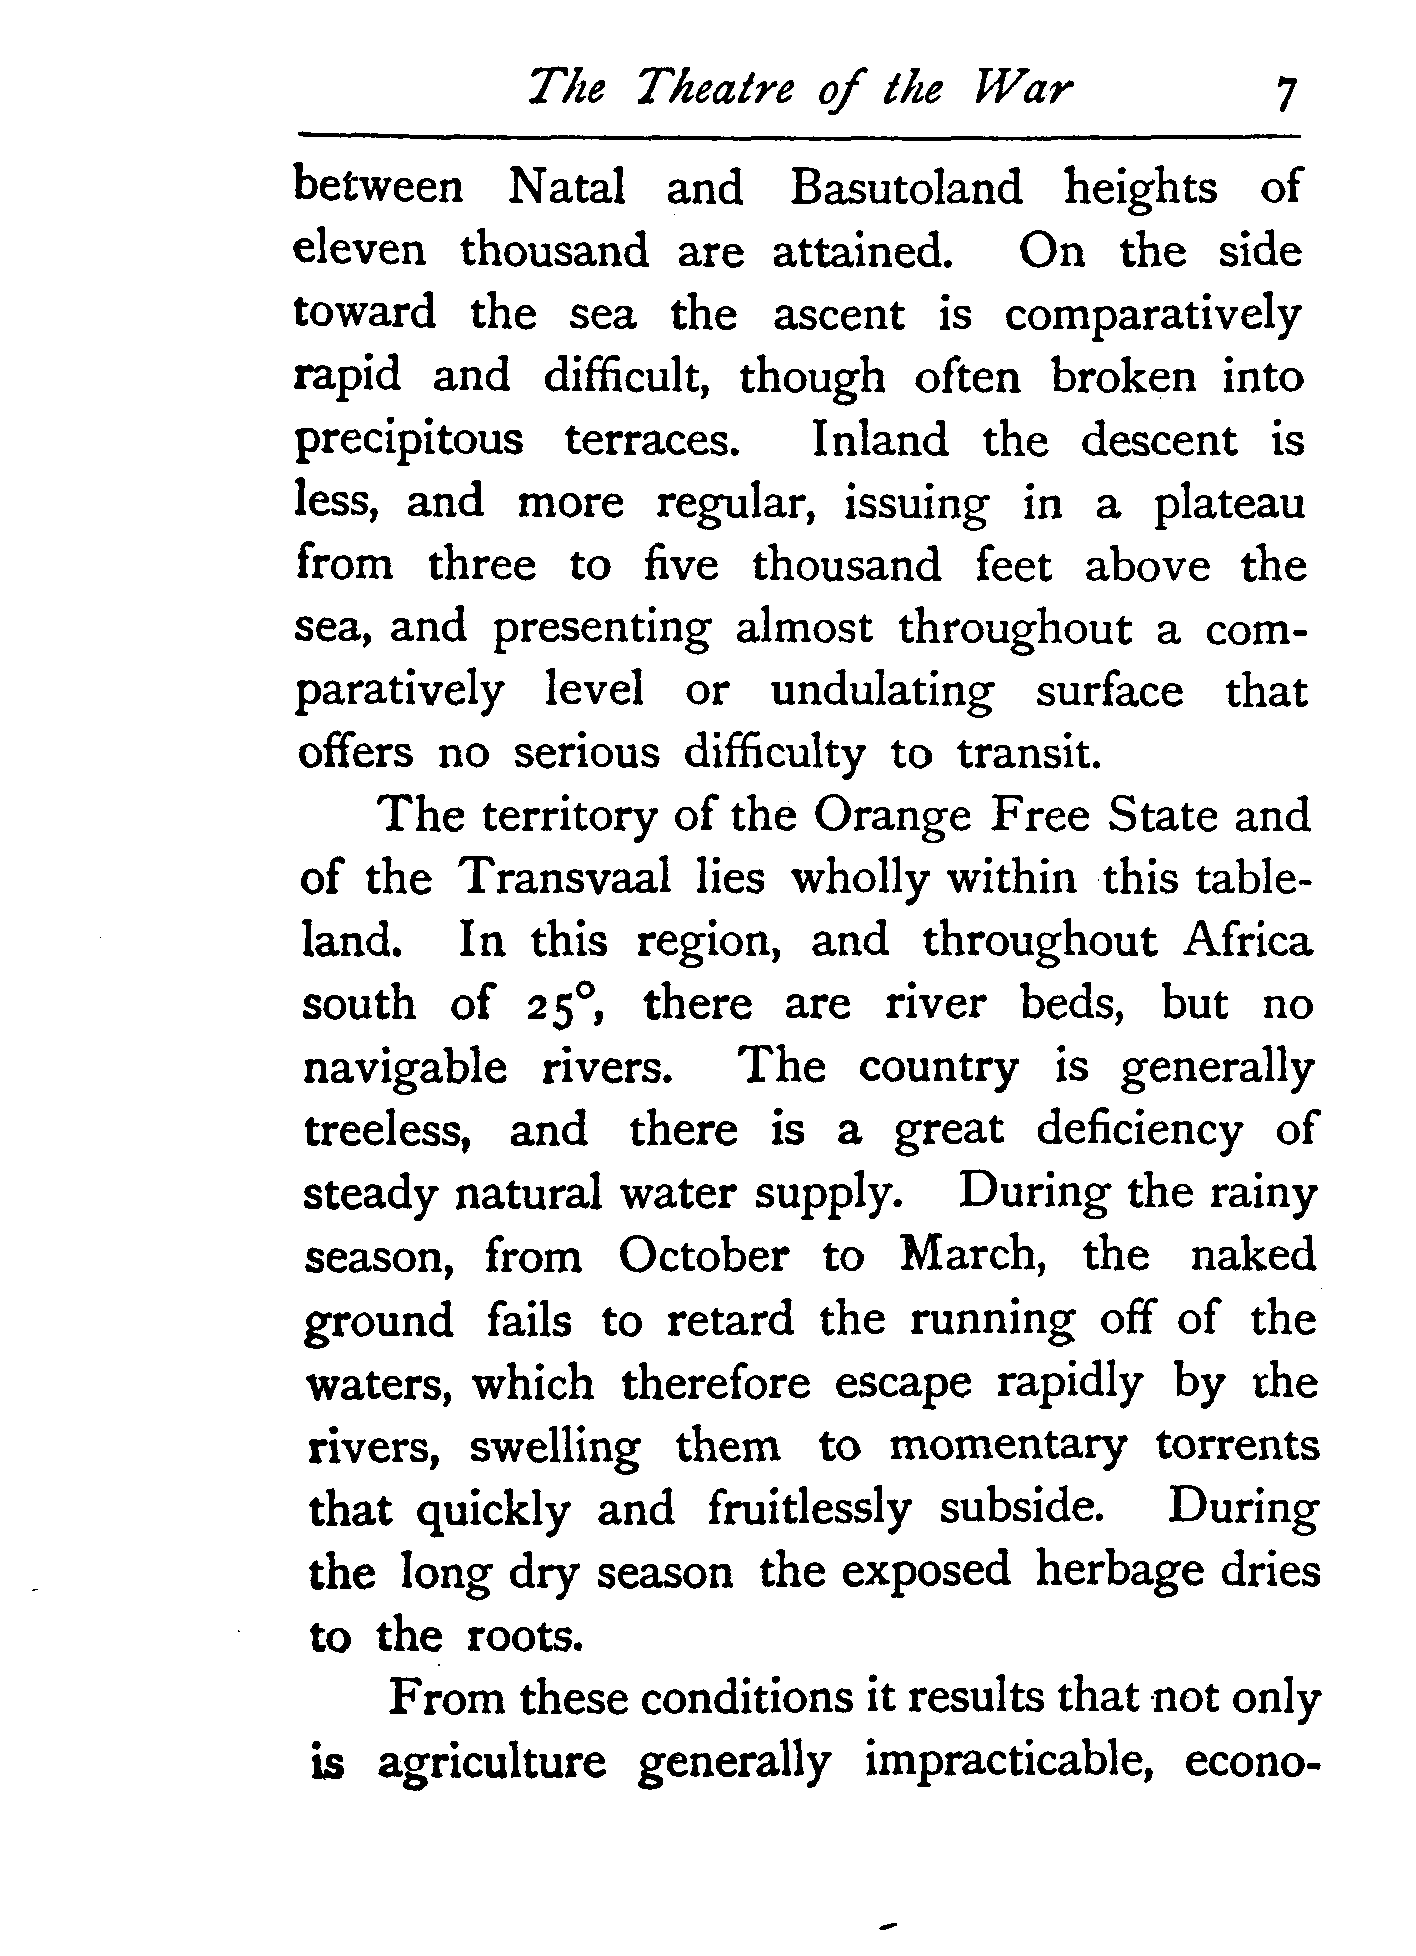 The Theatre of the War 7
between Natal and Basutoland heights of
eleven thousand are attained. On the side
toward the sea the ascent is comparatively
rapid and difficult, though often broken into
precipitous terraces. Inland the descent is
less, and more regular, issuing in a plateau
from three to five thousand feet above the
sea, and presenting almost throughout a com-
paratively level or undulating surface that
offers no serious difficulty to transit.
The territory of the Orange Free State and
of the Transvaal lies wholly within this table-
land. In this region, and throughout Africa
south of 25°, there are river beds, but no
navigable rivers. The country is generally
treeless, and there is a great deficiency of
steady natural water supply. During the rainy
season, from October to March, the naked
ground fails to retard the running off of the
waters, which therefore escape rapidly by the
rivers, swelling them to momentary torrents
that quickly and fruitlessly subside. During
the long dry season the exposed herbage dries
to the roots.
From these conditions it results that not only
is agriculture generally impracticable, econo-